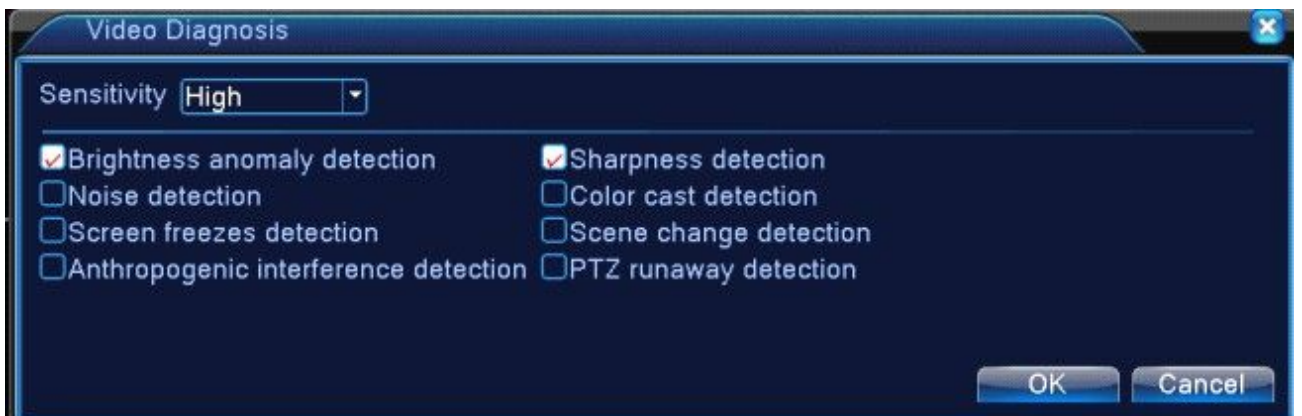 Video Diagnosis
Sensitivity High
Brightness anomaly detection Sharpness detection
Noise detection Color cast detection
Screen freezes detection Scene change detection
Anthropogenic interference detection PTZ runaway detection
OK Cancel